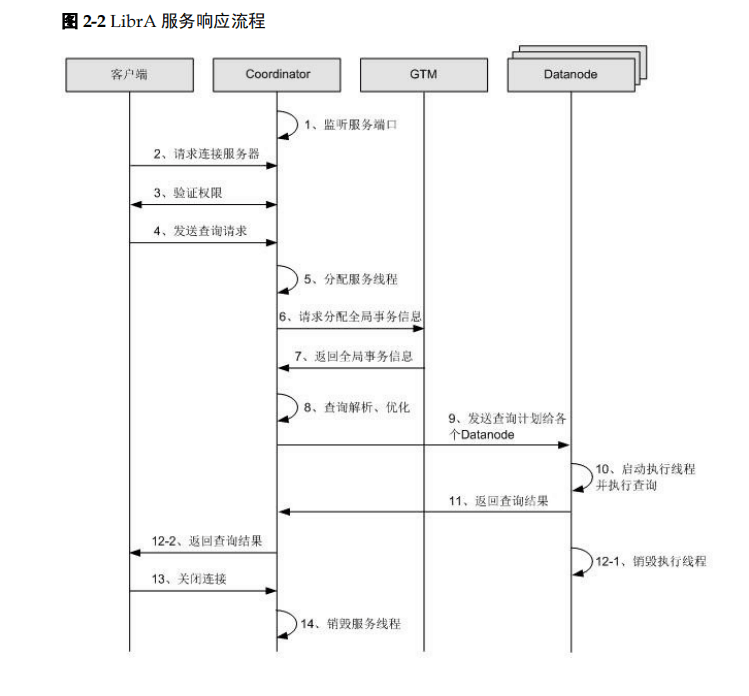 图 2-2 LibrA 服务响应流程
客户端
Coordinator
GTM
Datanode
1、监听服务端口
2、请求连接服务器
3、验证权限
4、发送查询请求
5、分配服务线程
6、请求分配全局事务信息
7、返回全局事务信息
8、查询解析、优化
9、发送查询计划给各
个Datanode
10、启动执行线程
并执行查询
11、返回查询结果
12-2、返回查询结果
12-1、销毁执行线程
13、关闭连接
14、销毁服务线程